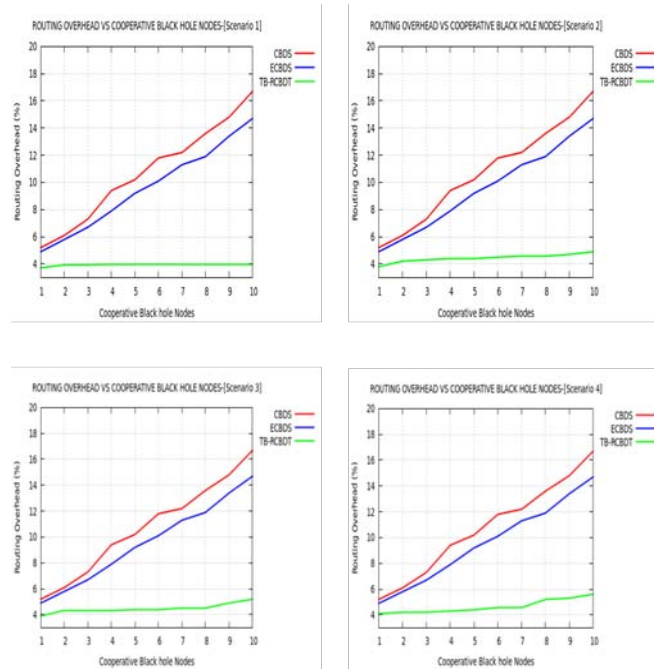 ROUTING OVERHEAD VS COOPERATIVE BLACK HOLE NODES-[Scenario 1]
CBDS
ECBDS
TB-RCBDT
Routing Overhead (%)
20
18
16
14
12
10
8
6
4
1 2 3 4 5 6 7 8 9 10
Cooperative Black hole Nodes
ROUTING OVERHEAD VS COOPERATIVE BLACK HOLE NODES-[Scenario 2]
CBDS
ECBDS
TB-RCBDT
Routing Overhead (%)
20
18
16
14
12
10
8
6
4
1 2 3 4 5 6 7 8 9 10
Cooperative Black hole Nodes
ROUTING OVERHEAD VS COOPERATIVE BLACK HOLE NODES-[Scenario 3]
CBDS
ECBDS
TB-RCBDT
Routing Overhead (%)
20
18
16
14
12
10
8
6
4
1 2 3 4 5 6 7 8 9 10
Cooperative Black hole Nodes
ROUTING OVERHEAD VS COOPERATIVE BLACK HOLE NODES-[Scenario 4]
CBDS
ECBDS
TB-RCBDT
Routing Overhead (%)
20
18
16
14
12
10
8
6
4
1 2 3 4 5 6 7 8 9 10
Cooperative Black hole Nodes